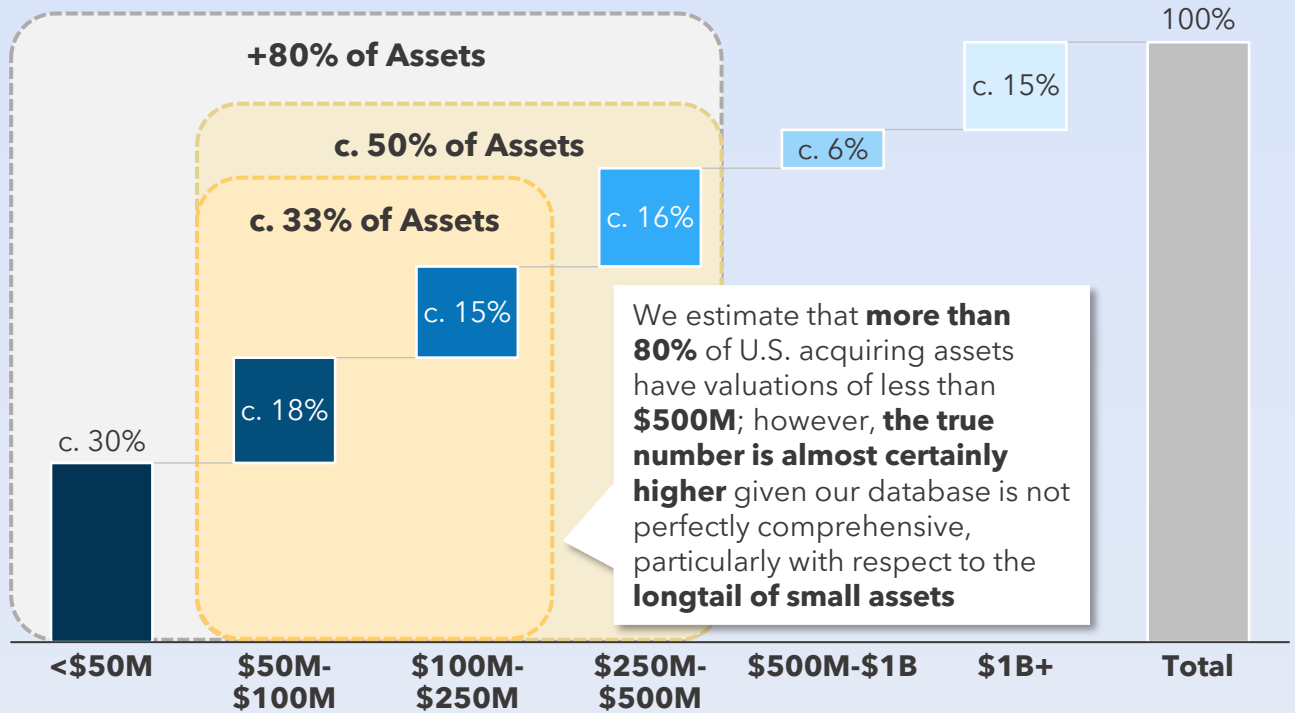 100%
+80% of Assets
c. 15%
c. 50% of Assets
c. 6%
c. 33% of Assets
c. 16%
c. 15%
We estimate that more than
80% of U.S. acquiring assets
have valuations of less than
$500M; however, the true
number is almost certainly
higher given our database is not
perfectly comprehensive,
particularly with respect to the
longtail of small assets
c. 18%
c. 30%
<$50M
$50M-
$100M
$100M-
$250M
$250M-
$500M
$500M-$1B
$1B+
Total